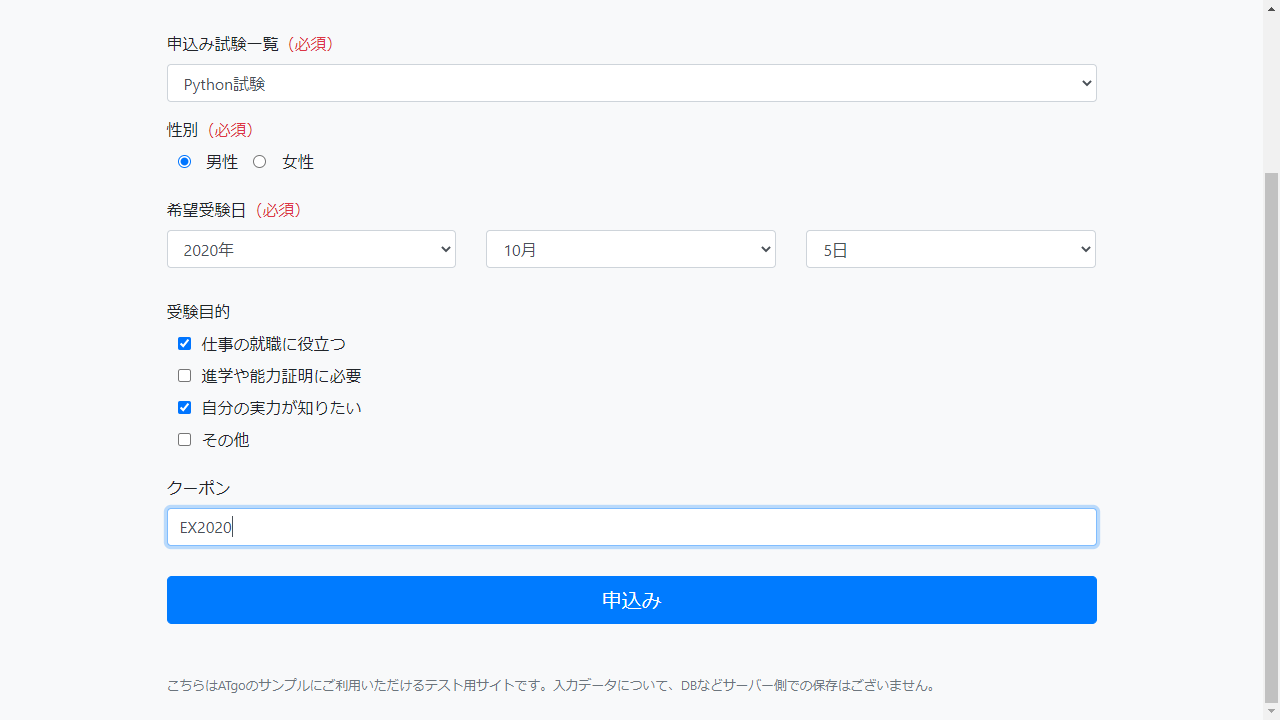 申込み試験一覧（必須）
Python試験
性別（必須）
男性 女性
希望受験日（必須）
2020年 10月 5日
受験目的
仕事の就職に役立つ
進学や能力証明に必要
自分の実力が知りたい
その他
クーポン
EX2020
申込み
こちらはATgoのサンプルにご利用いただけるテスト用サイトです。入力データについて、DBなどサーバー側での保存はございません。